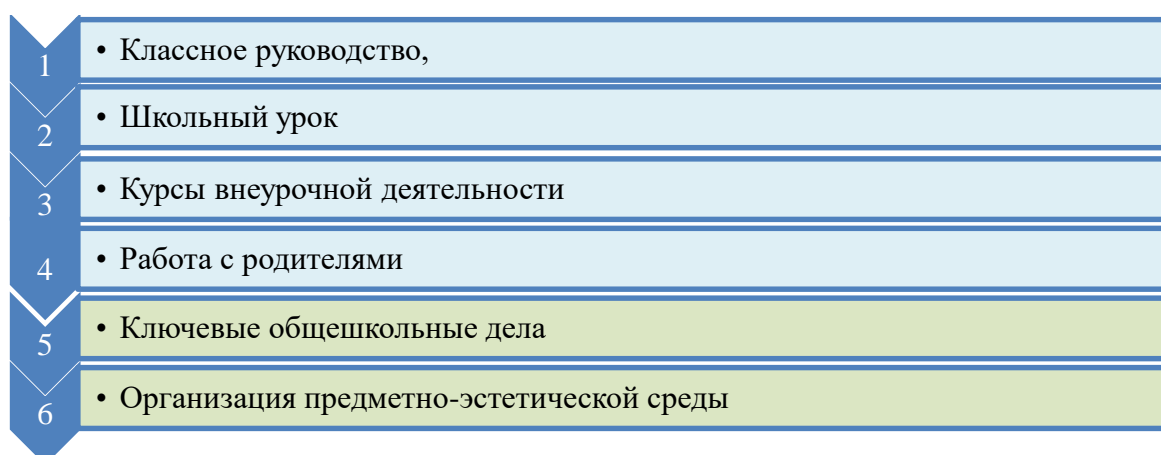 1 • Классное руководство,
2 • Школьный урок
3 • Курсы внеурочной деятельности
4 • Работа с родителями
5 • Ключевые общешкольные дела
6 • Организация предметно-эстетической среды